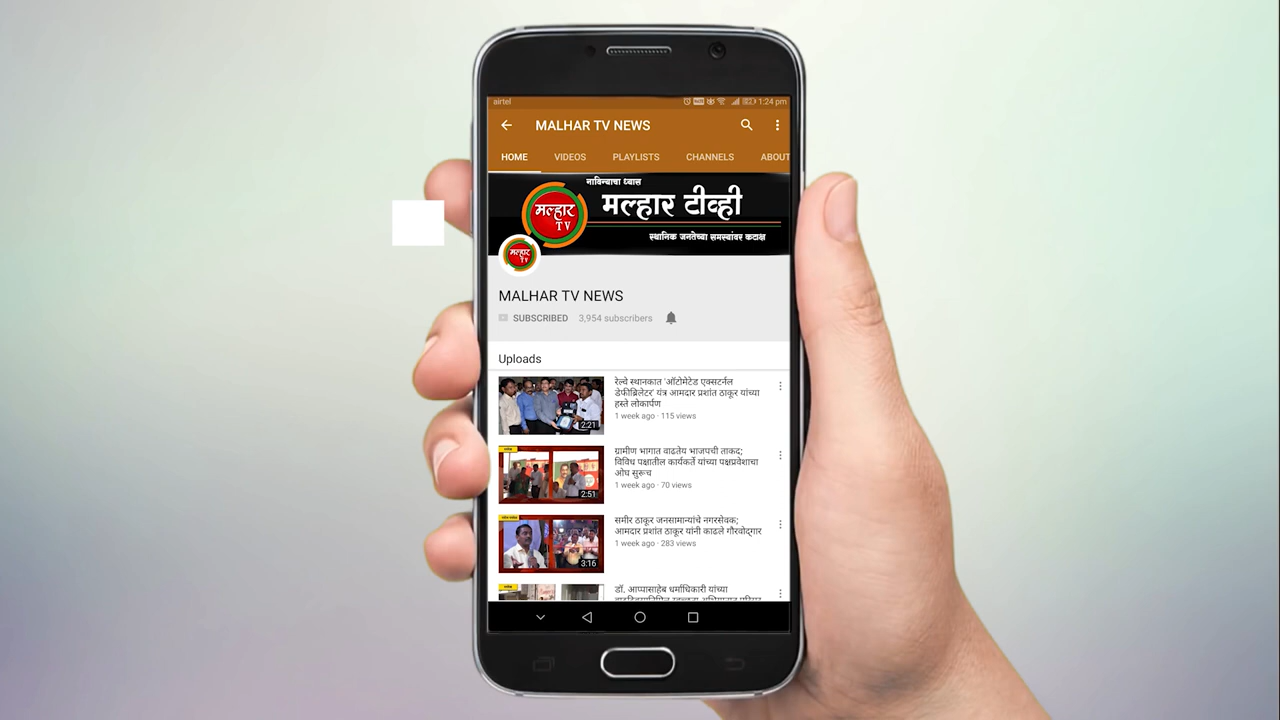 airtel
1:24 pm
MALHAR TV NEWS
HOME VIDEOS PLAYLISTS CHANNELS ABOUT
नाविन्याचा ध्यास
मल्हार टीव्ही
मल्हार
TV
स्थानिक जनतेच्या समस्यांवर कटाक्ष
मल्हार
TV
MALHAR TV NEWS
SUBSCRIBED 3,954 subscribers
Uploads
रेल्वे स्थानकात 'ऑटोमेटेड एक्सटर्नल
डेफीब्रिलेटर' यंत्र आमदार प्रशांत ठाकूर यांच्या
हस्ते लोकार्पण
1 week ago · 115 views
2:21
ग्रामीण भागात वाढतेय भाजपची ताकद;
विविध पक्षातील कार्यकर्ते यांच्या पक्षप्रवेशाचा
ओघ सुरूच
1 week ago · 70 views
2:51
समीर ठाकूर जनसामान्यांचे नगरसेवक;
आमदार प्रशांत ठाकूर यांनी काढले गौरवोद्गार
1 week ago · 283 views
3:16
डॉ. आप्पासाहेब धर्माधिकारी यांच्या